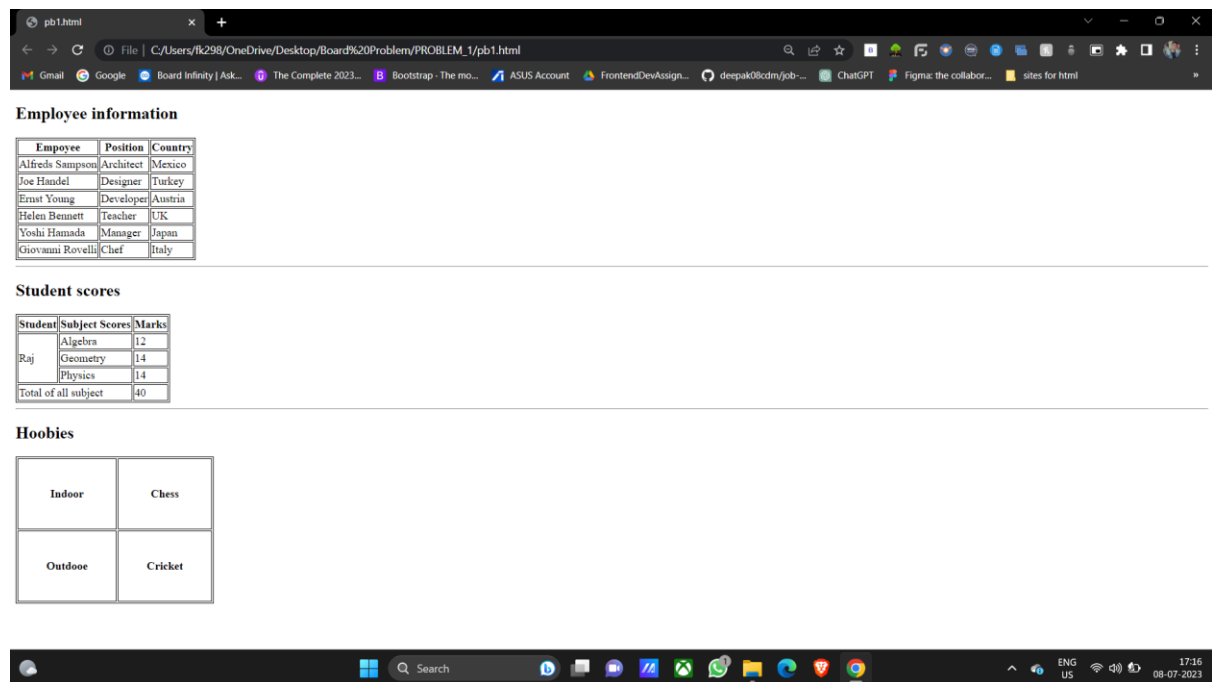 pb1.html
File | C:/Users/fk298/OneDrive/Desktop/Board%20Problem/PROBLEM_1/pb1.html
Gmail Google Board Infinity | Ask... The Complete 2023... Bootstrap · The mo... ASUS Account FrontendDevAssign... deepak08cdm/job-... ChatGPT Figma: the collabor... sites for html »
Employee information
Empoyee Position Country
Alfreds Sampson Architect Mexico
Joe Handel Designer Turkey
Ernst Young Developer Austria
Helen Bennett Teacher UK
Yoshi Hamada Manager Japan
Giovanni Rovelli Chef Italy
Student scores
Student Subject Scores Marks
Algebra 12
Raj Geometry 14
Physics 14
Total of all subject 40
Hoobies
Indoor Chess
Outdooe Cricket
Search ENG 17:16
US 08-07-2023